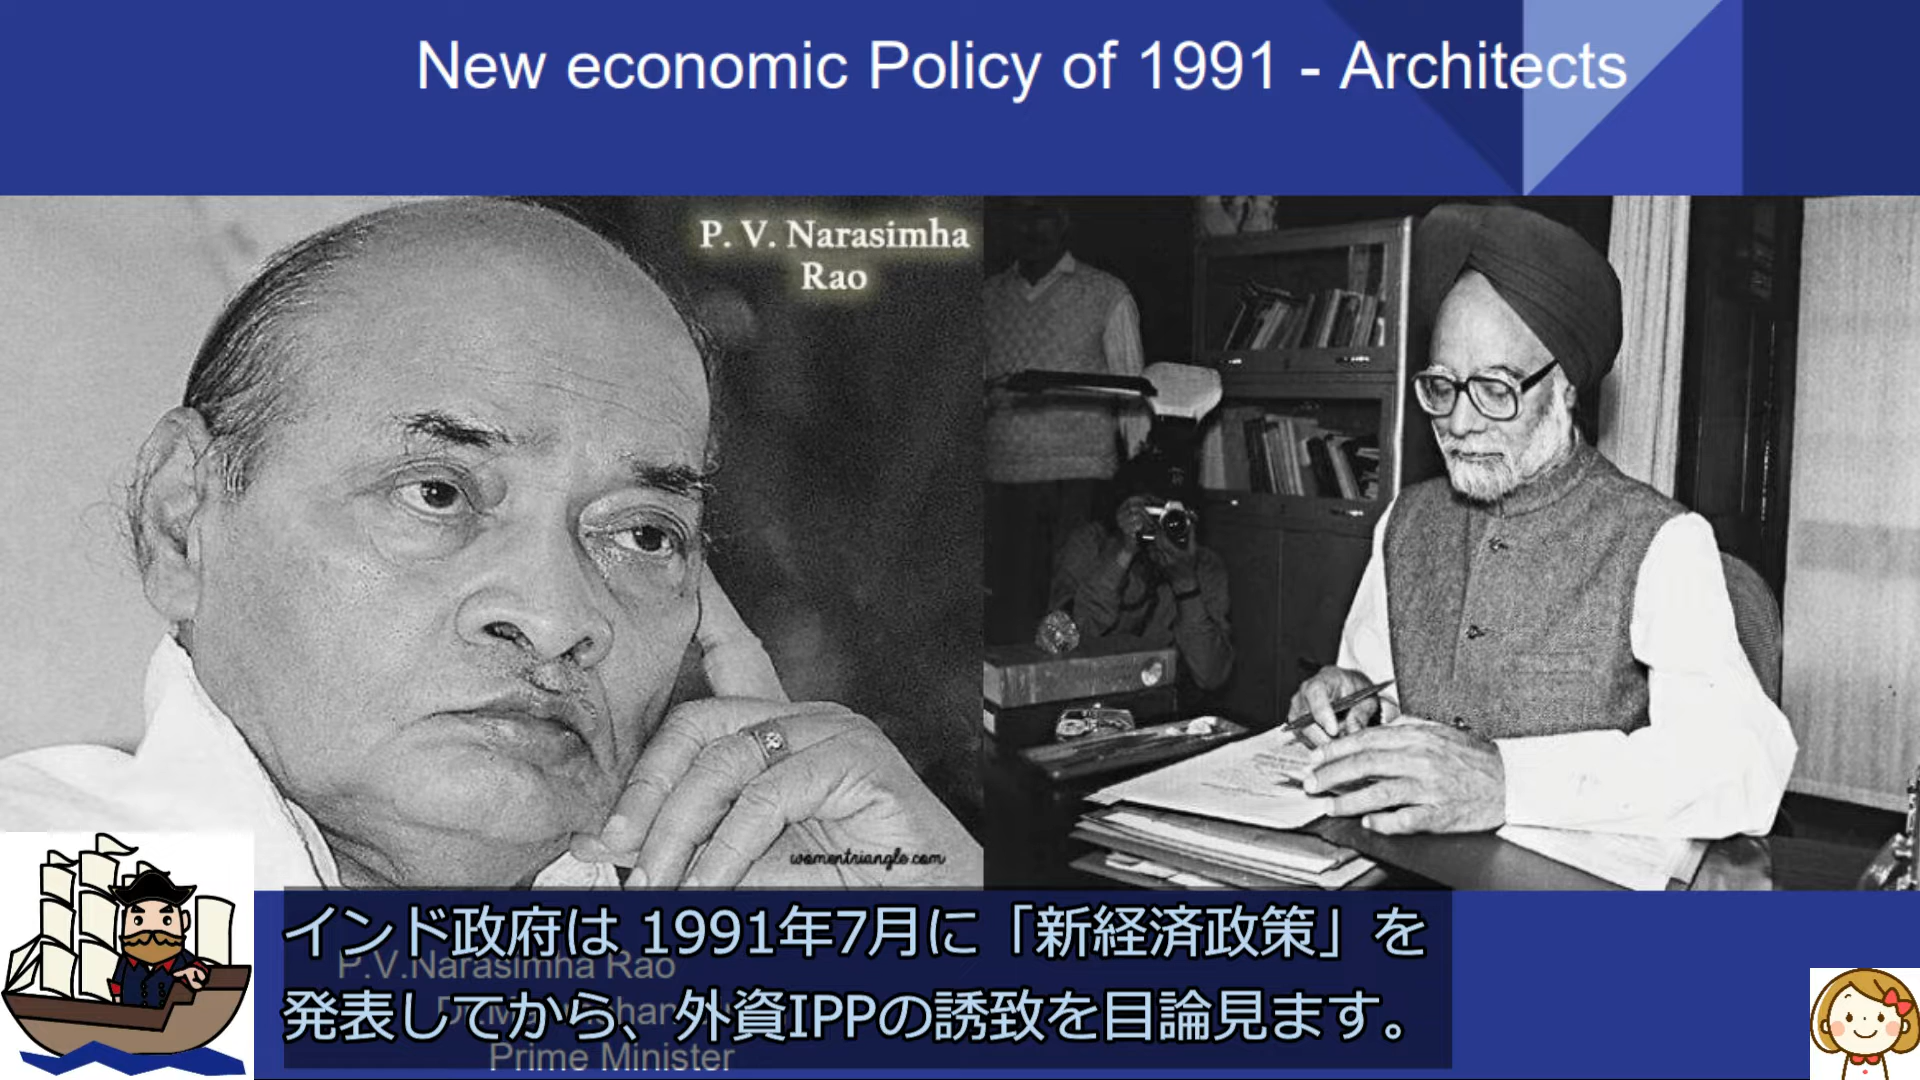 New economic Policy of 1991 - Architects
P. V. Narasimha
Rao
womentriangle.com
インド政府は 1991年7月に「新経済政策」を
P.V.Narasimha Rao
発表してから、外資IPPの誘致を目論見ます。
Prime Minister